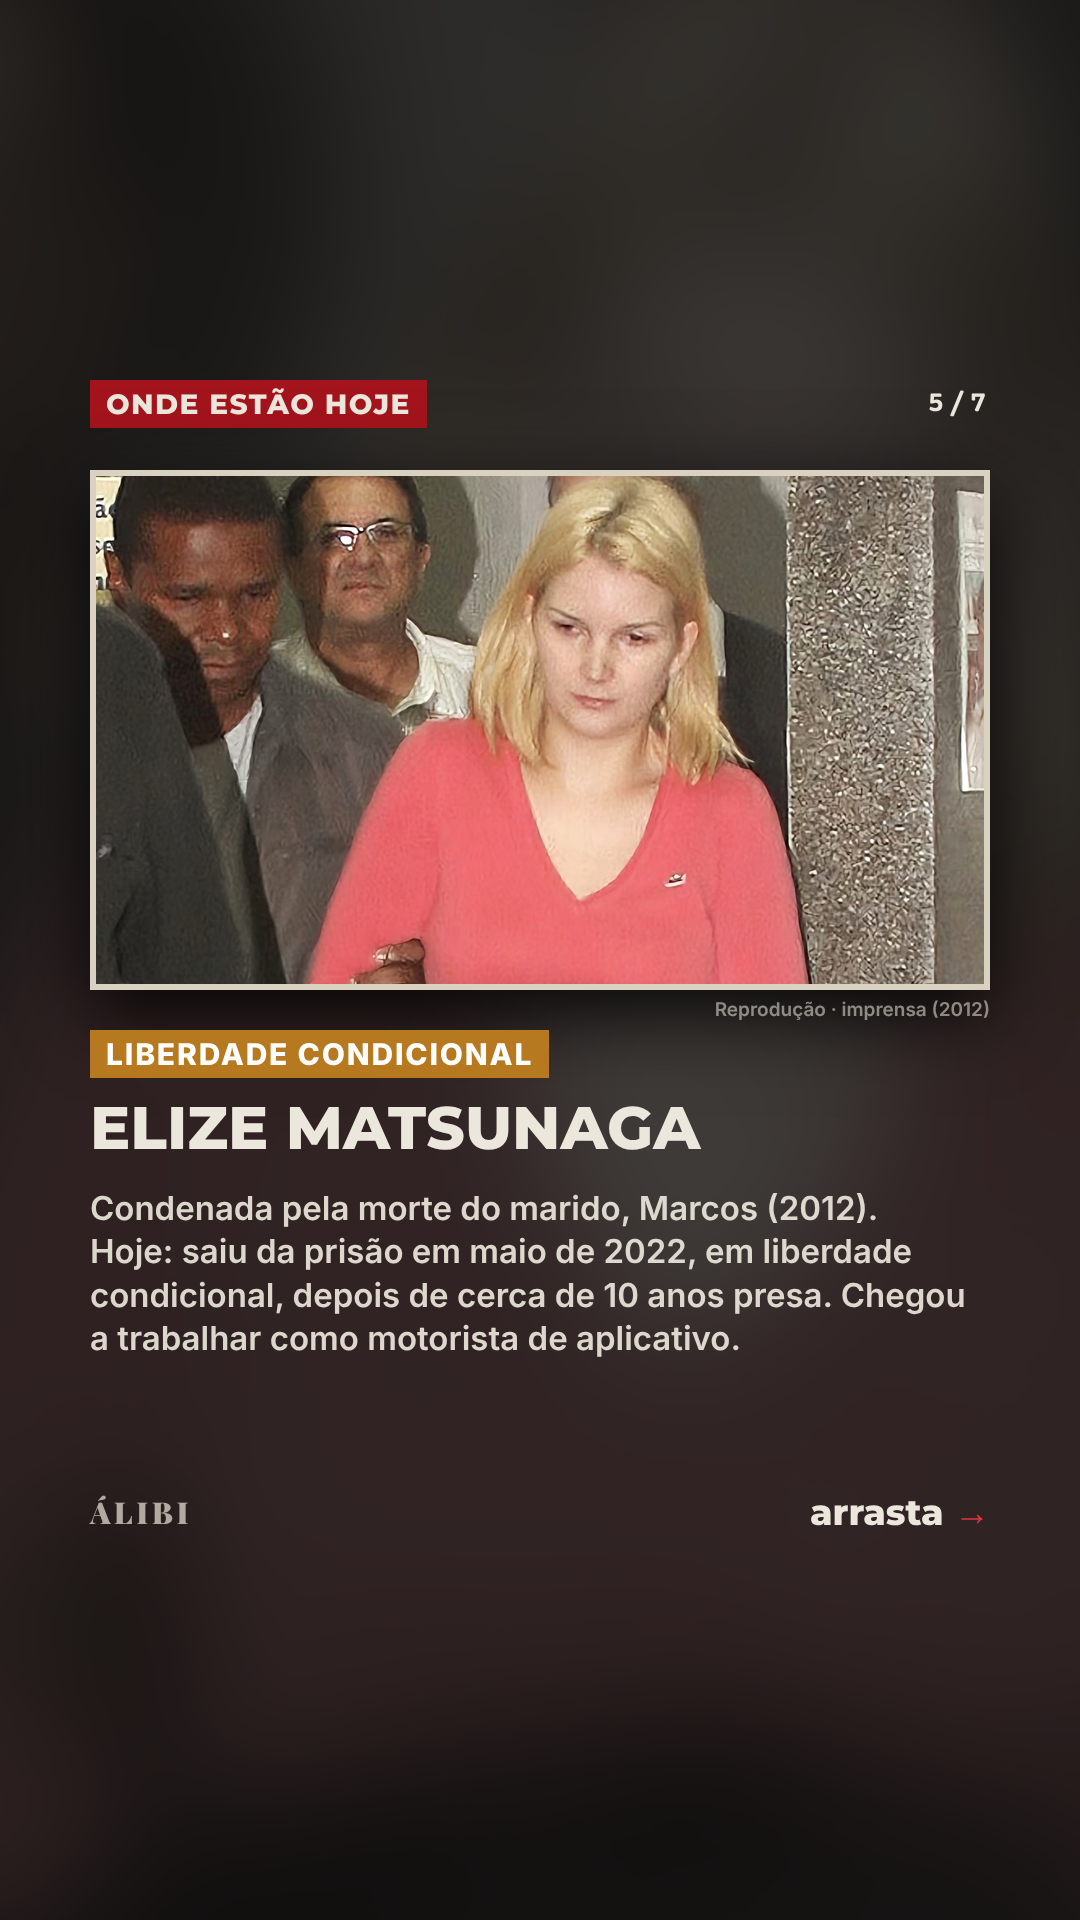 ONDE ESTÃO HOJE
5 / 7
Reprodução · imprensa (2012)
LIBERDADE CONDICIONAL
ELIZE MATSUNAGA
Condenada pela morte do marido, Marcos (2012).
Hoje: saiu da prisão em maio de 2022, em liberdade
condicional, depois de cerca de 10 anos presa. Chegou
a trabalhar como motorista de aplicativo.
ÁLIBI
arrasta →